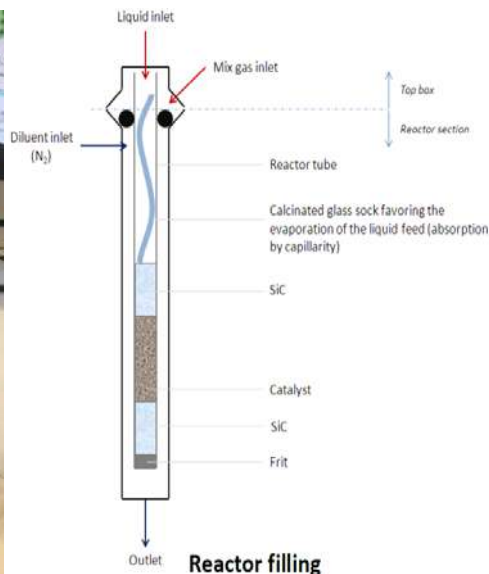 Liquid inlet
Mix gas inlet
Top box
Reactor section
Diluent inlet
(N₂)
Reactor tube
Calcinated glass sock favoring the
evaporation of the liquid feed (absorption
by capillarity)
SiC
Catalyst
SiC
Frit
Outlet
Reactor filling